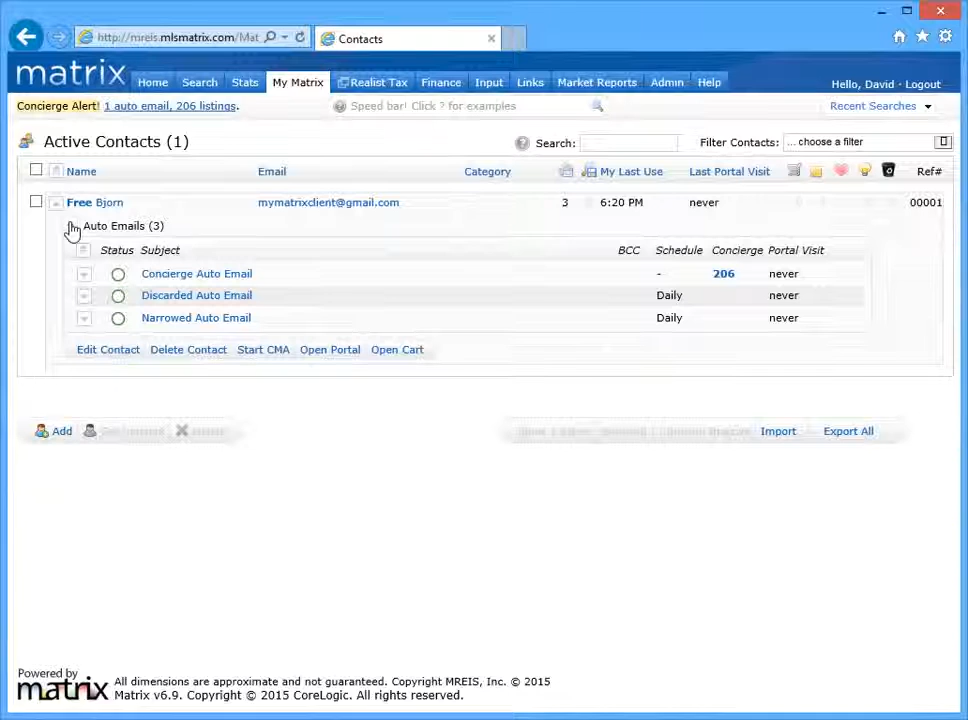 http://mreis.mlsmatrix.com/Mat
Contacts
matrix
Home Search Stats My Matrix Realist Tax Finance Input Links Market Reports Admin Help
Hello, David · Logout
Concierge Alert! 1 auto email, 206 listings.
Speed bar! Click ? for examples
Recent Searches
Active Contacts (1)
Search:
Filter Contacts: ... choose a filter
Name Email Category My Last Use Last Portal Visit Ref#
Free Bjorn mymatrixclient@gmail.com 3 6:20 PM never 00001
Auto Emails (3)
Status Subject BCC Schedule Concierge Portal Visit
Concierge Auto Email - 206 never
Discarded Auto Email Daily never
Narrowed Auto Email Daily never
Edit Contact Delete Contact Start CMA Open Portal Open Cart
Add
Import Export All
Powered by
matrix
All dimensions are approximate and not guaranteed. Copyright MREIS, Inc. © 2015
Matrix v6.9. Copyright © 2015 CoreLogic. All rights reserved.